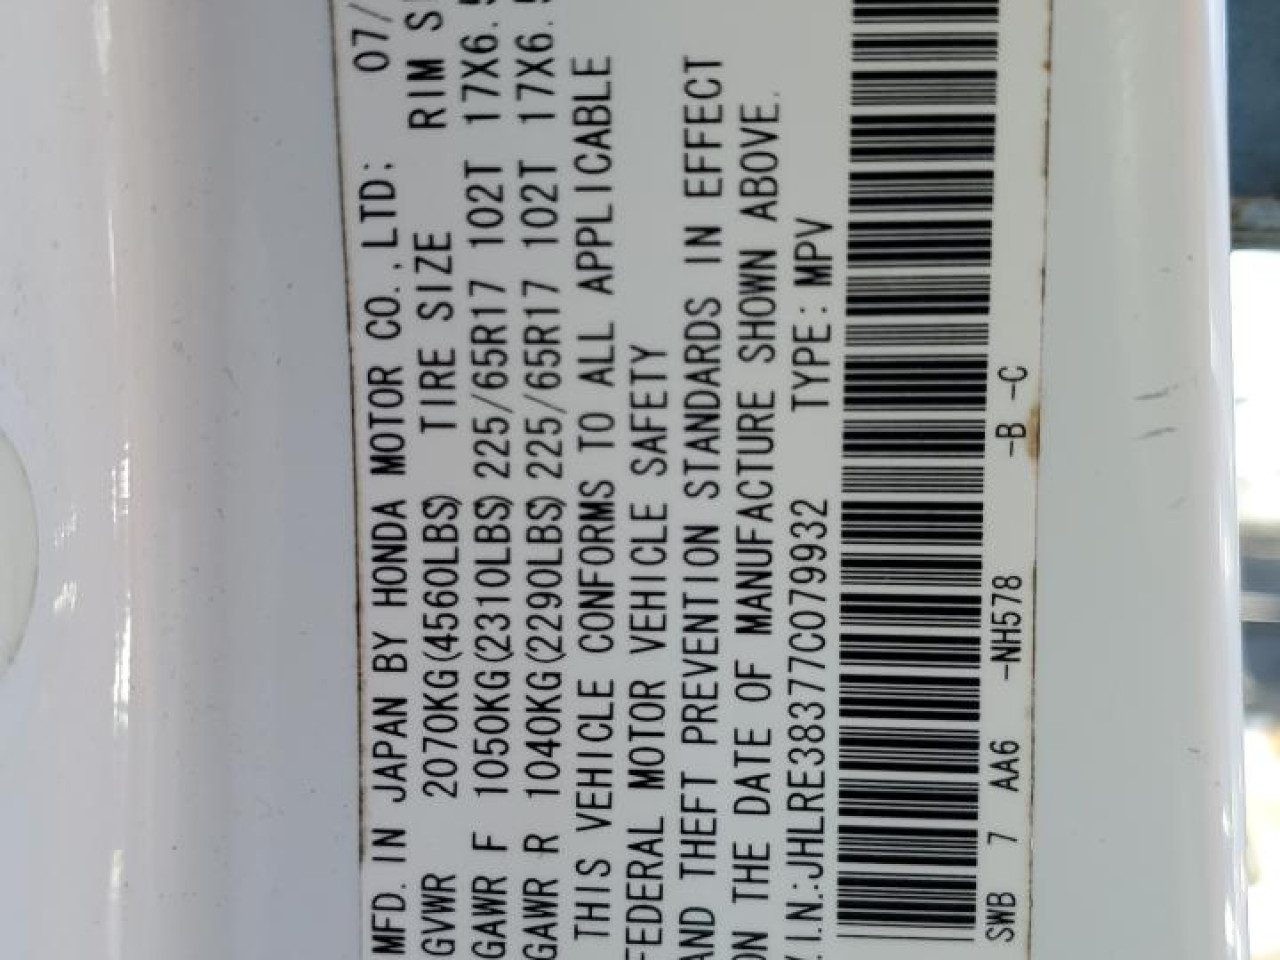 MFD. IN JAPAN BY HONDA MOTOR CO., LTD; 07/
GVWR 2070KG(4560LBS) TIRE SIZE RIM
GAWR F 1050KG(2310LBS) 225/65R17 102T 17X6.5
GAWR R 1040KG(2290LBS) 225/65R17 102T 17X6.5
THIS VEHICLE CONFORMS TO ALL APPLICABLE
FEDERAL MOTOR VEHICLE SAFETY
AND THEFT PREVENTION STANDARDS IN EFFECT
ON THE DATE OF MANUFACTURE SHOWN ABOVE.
V.I.N.:JHLRE38377C079932 TYPE: MPV
SWB 7 AA6 -NH578 -B -C